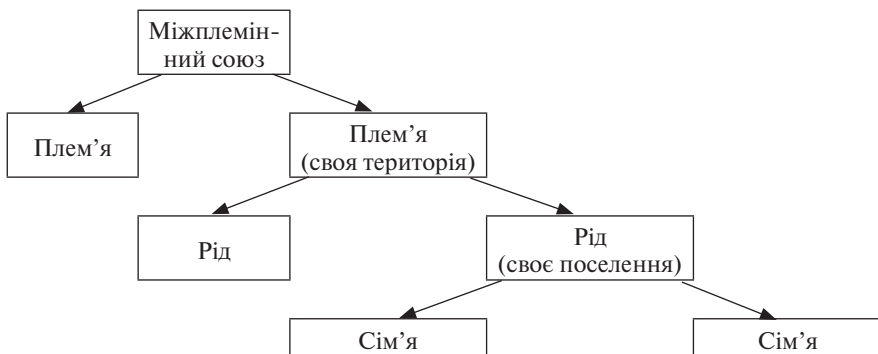 Міжплемін-
ний союз
Плем’я
Плем’я
(своя територія)
Рід
Рід
(своє поселення)
Сім’я
Сім’я